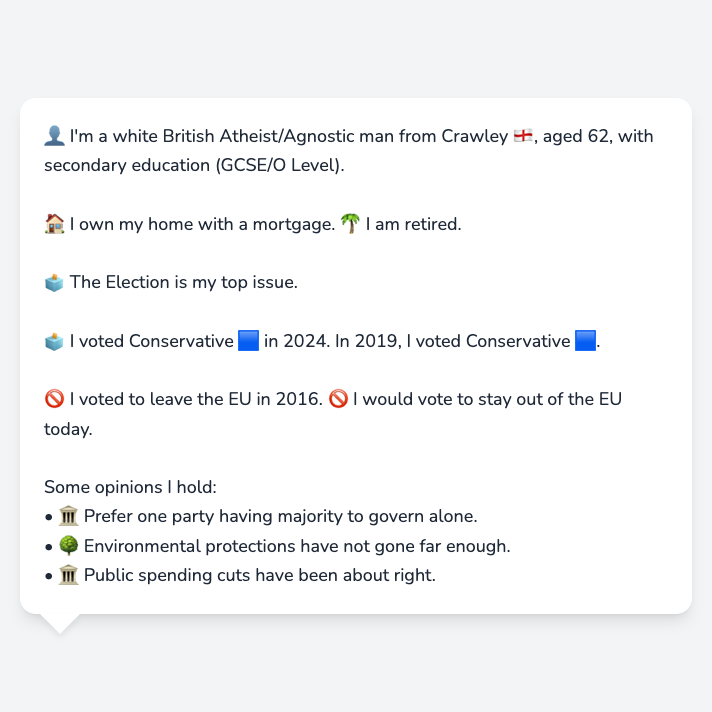 👤 I'm a white British Atheist/Agnostic man from Crawley 🏴󠁧󠁢󠁥󠁮󠁧󠁿, aged 62, with
secondary education (GCSE/O Level).
🏠 I own my home with a mortgage. 🌴 I am retired.
🗳️ The Election is my top issue.
🗳️ I voted Conservative 🟦 in 2024. In 2019, I voted Conservative 🟦.
🚫 I voted to leave the EU in 2016. 🚫 I would vote to stay out of the EU
today.
Some opinions I hold:
• 🏛️ Prefer one party having majority to govern alone.
• 🌳 Environmental protections have not gone far enough.
• 🏛️ Public spending cuts have been about right.